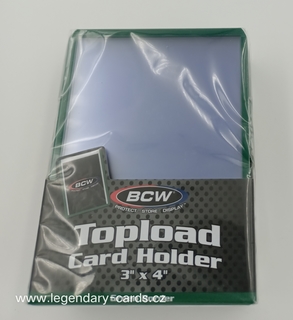 BCW
PROTECT · STORE · DISPLAY
Topload
Card Holder
3" x 4"
www.legendary-cards.cz